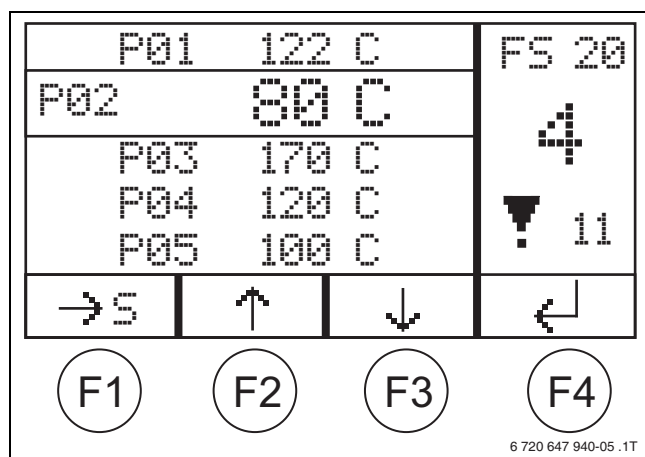 P01 122 C
P02 80 C
P03 170 C
P04 120 C
P05 100 C
FS 20
4
11
→S ↑ ↓ ↵
F1 F2 F3 F4
6 720 647 940-05 .1T